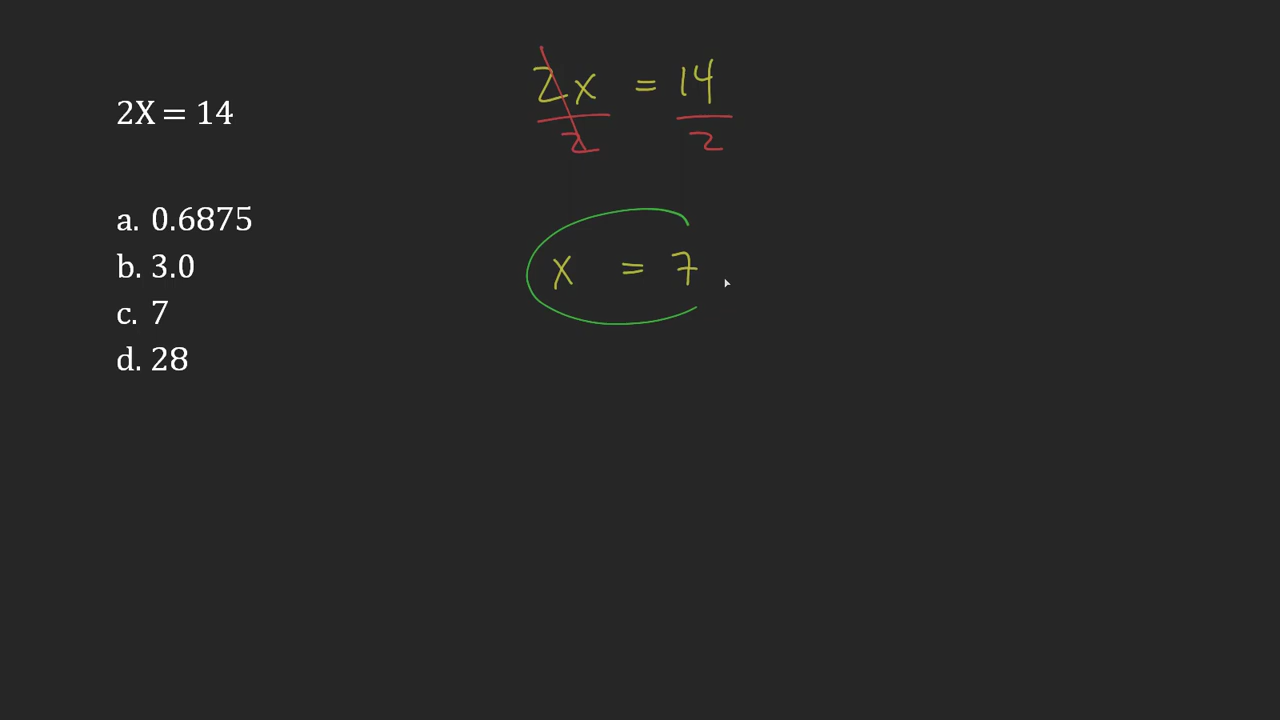 2X = 14
a. 0.6875
b. 3.0
c. 7
d. 28
2x = 14
2 2
x = 7